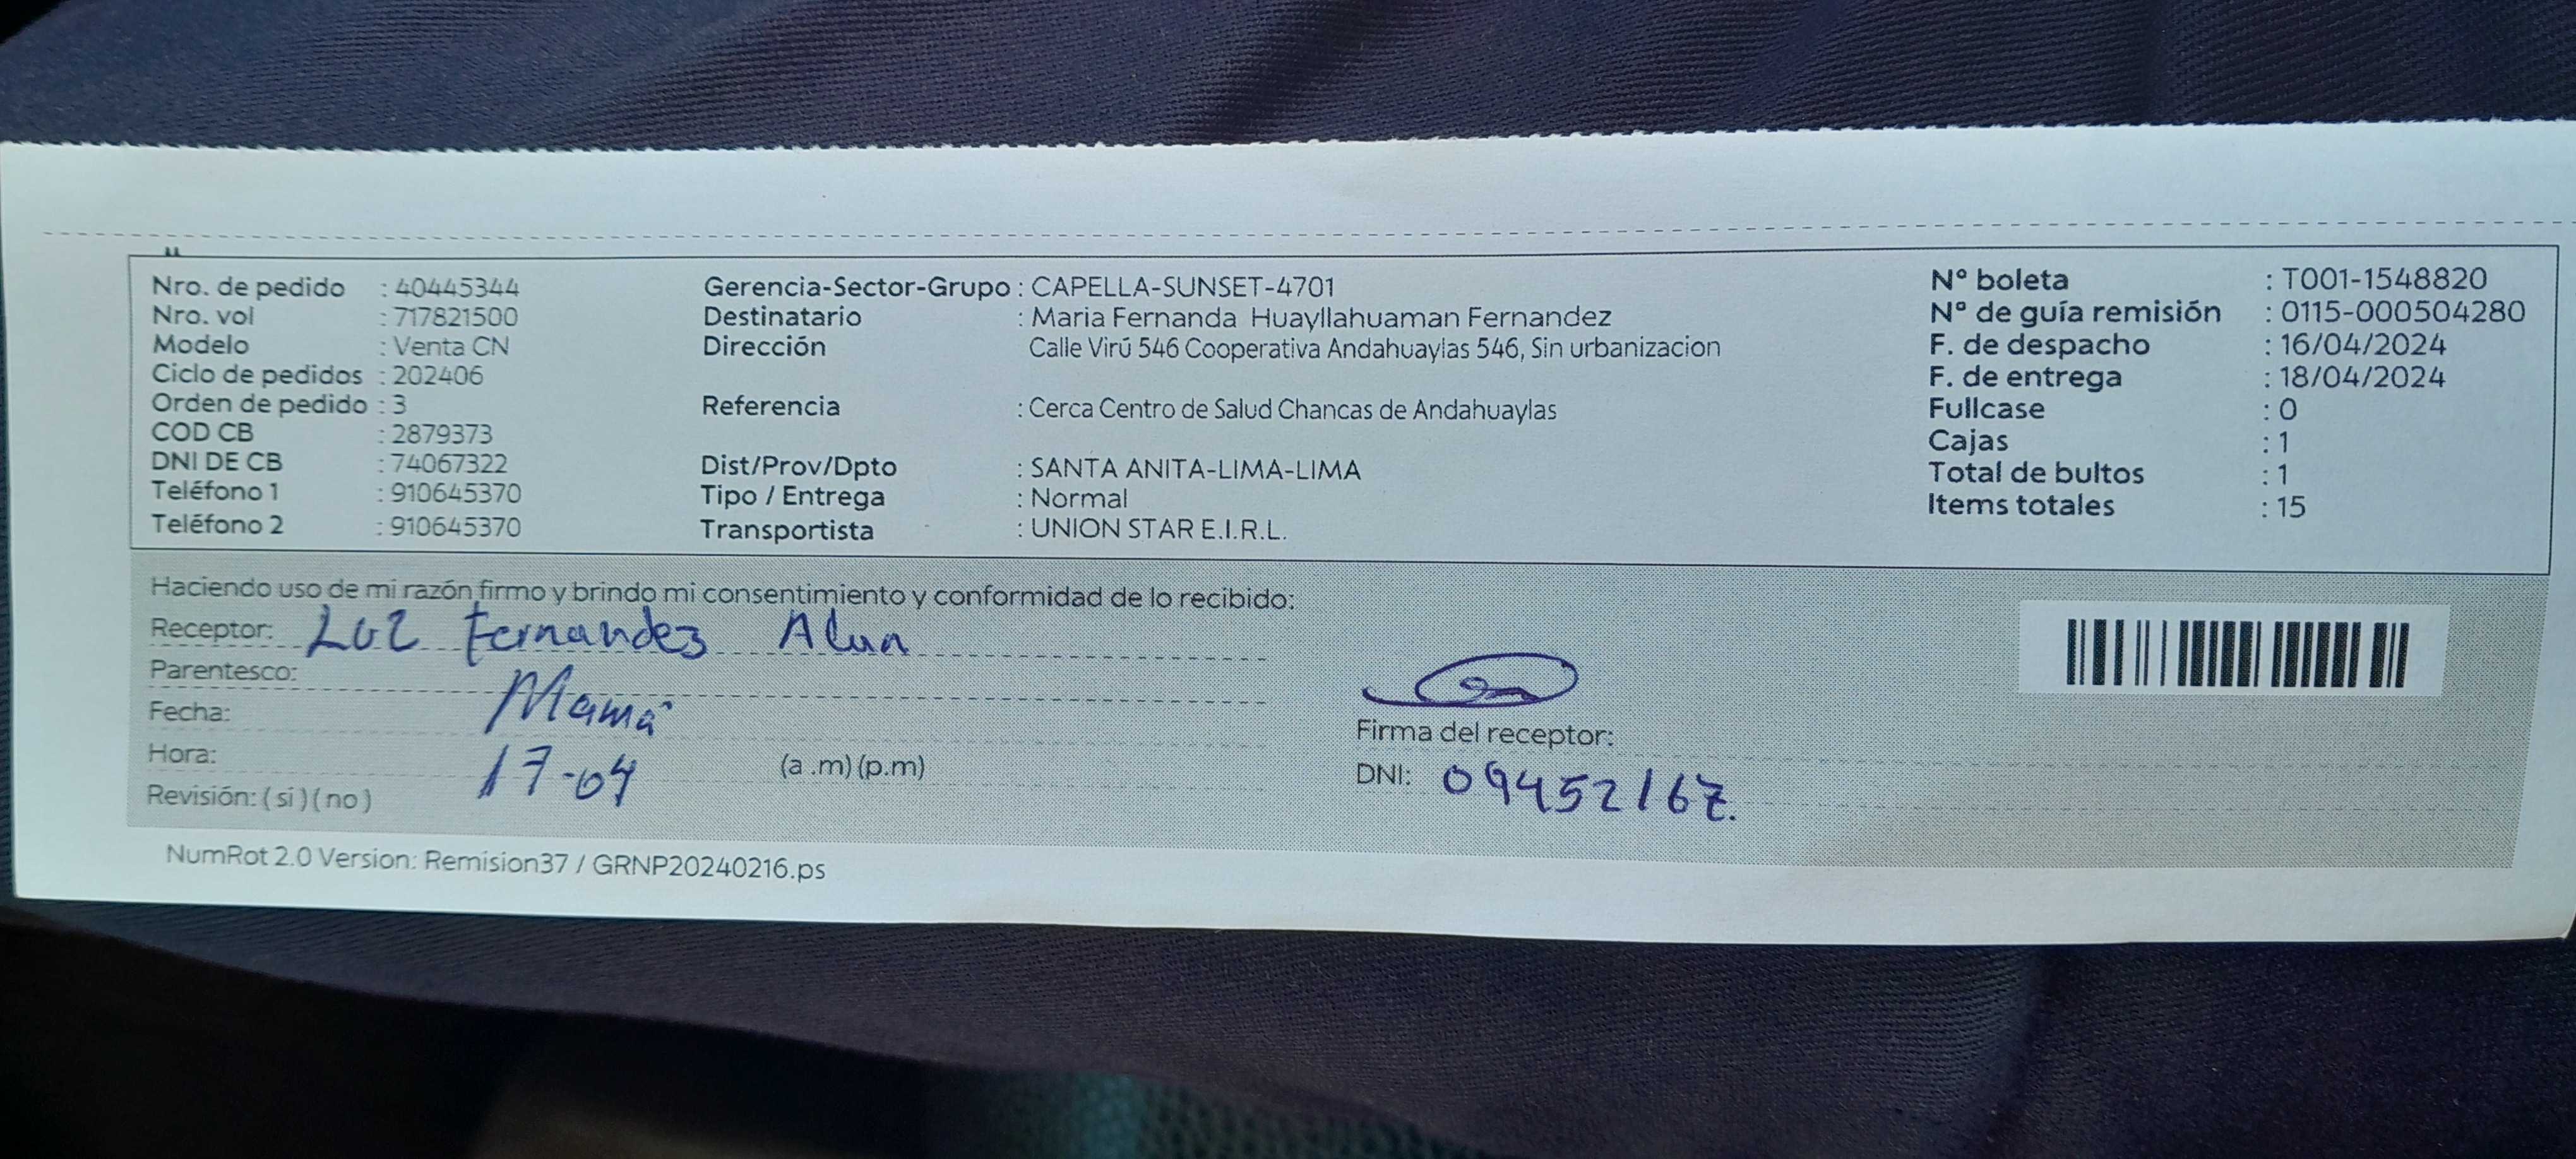 Nro. de pedido : 40445344
Nro. vol : 717821500
Modelo : Venta CN
Ciclo de pedidos : 202406
Orden de pedido : 3
COD CB : 2879373
DNI DE CB : 74067322
Teléfono 1 : 910645370
Teléfono 2 : 910645370
Gerencia-Sector-Grupo : CAPELLA-SUNSET-4701
Destinatario : Maria Fernanda Huayllahuaman Fernandez
Dirección Calle Virú 546 Cooperativa Andahuaylas 546, Sin urbanizacion
Referencia : Cerca Centro de Salud Chancas de Andahuaylas
Dist/Prov/Dpto : SANTA ANITA-LIMA-LIMA
Tipo / Entrega : Normal
Transportista : UNION STAR E.I.R.L.
N° boleta : T001-1548820
N° de guía remisión : 0115-000504280
F. de despacho : 16/04/2024
F. de entrega : 18/04/2024
Fullcase : 0
Cajas : 1
Total de bultos : 1
Items totales : 15
Haciendo uso de mi razón firmo y brindo mi consentimiento y conformidad de lo recibido:
Receptor: Luz Fernandez
Parentesco: Mamá
Fecha: 17-04
Hora: (a .m) (p.m)
Revisión: ( si ) ( no )
Firma del receptor:
DNI: 09452167.
NumRot 2.0 Version: Remision37 / GRNP20240216.ps